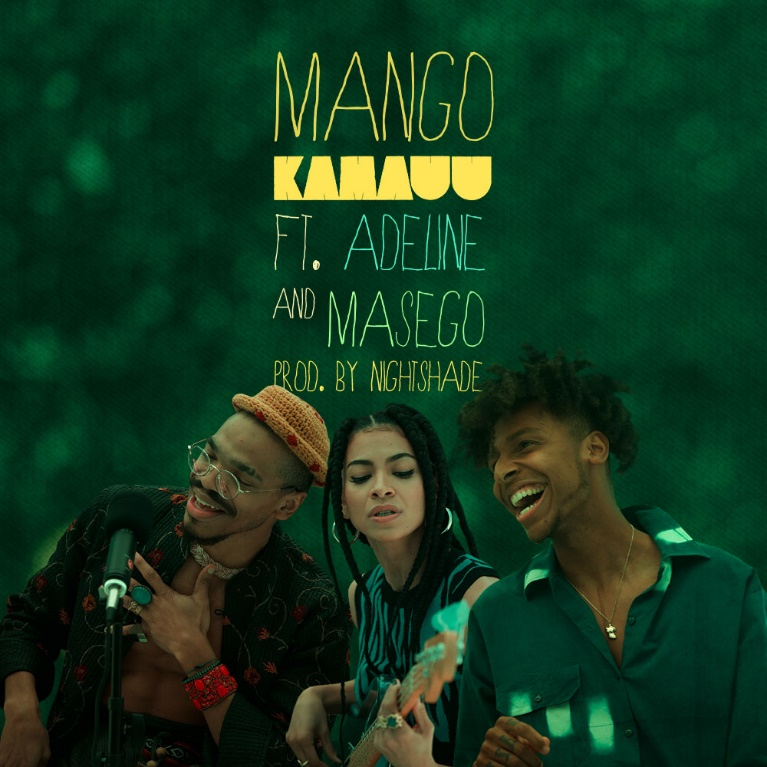 MANGO
KAMAUU
FT. ADELINE
AND MASEGO
PROD. BY NIGHTSHADE